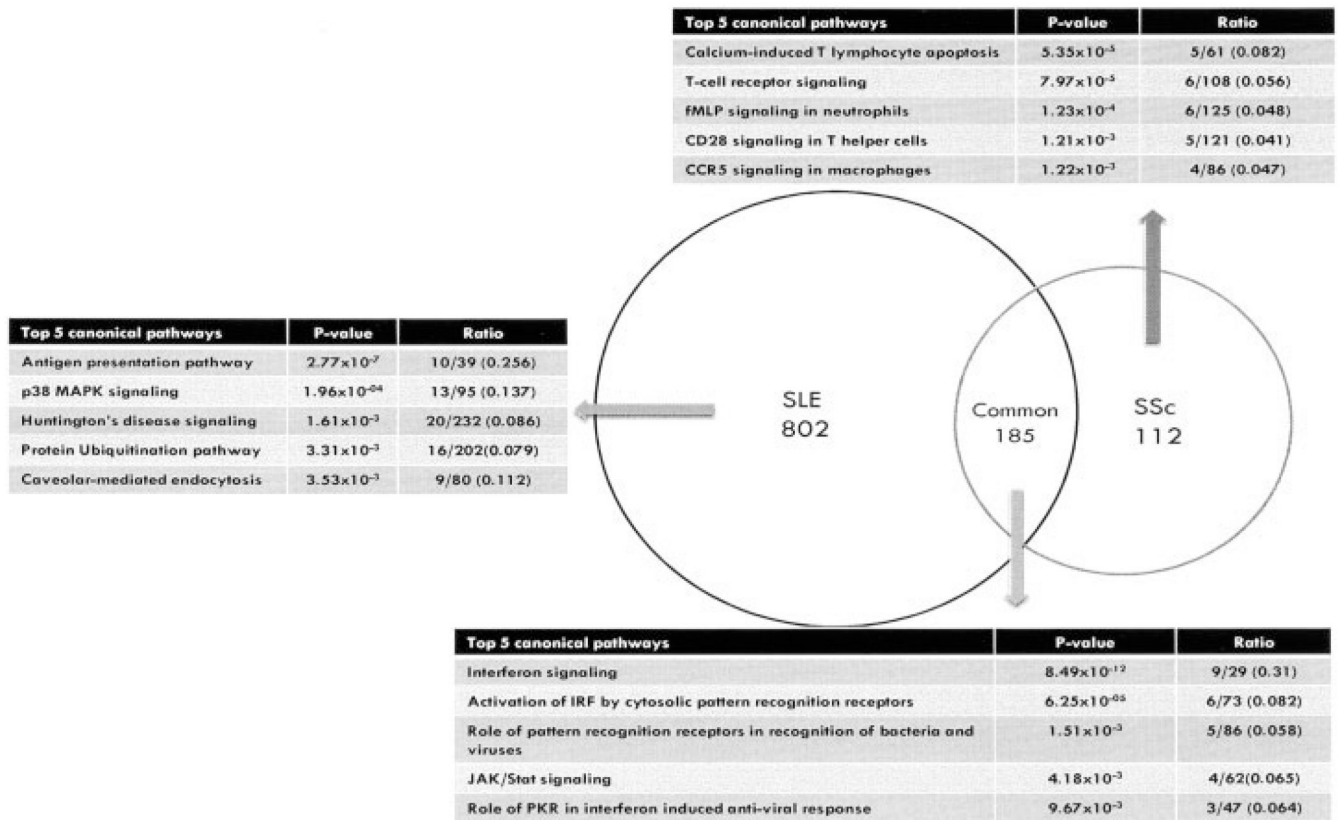 Top 5 canonical pathways P-value Ratio
Calcium-induced T lymphocyte apoptosis 5.35x10⁻⁵ 5/61 (0.082)
T-cell receptor signaling 7.97x10⁻⁵ 6/108 (0.056)
fMLP signaling in neutrophils 1.23x10⁻⁴ 6/125 (0.048)
CD28 signaling in T helper cells 1.21x10⁻³ 5/121 (0.041)
CCR5 signaling in macrophages 1.22x10⁻³ 4/86 (0.047)
Top 5 canonical pathways P-value Ratio
Antigen presentation pathway 2.77x10⁻⁷ 10/39 (0.256)
p38 MAPK signaling 1.96x10⁻⁰⁴ 13/95 (0.137)
Huntington's disease signaling 1.61x10⁻³ 20/232 (0.086)
Protein Ubiquitination pathway 3.31x10⁻³ 16/202(0.079)
Caveolar-mediated endocytosis 3.53x10⁻³ 9/80 (0.112)
SLE
802
Common
185
SSc
112
Top 5 canonical pathways P-value Ratio
Interferon signaling 8.49x10⁻¹² 9/29 (0.31)
Activation of IRF by cytosolic pattern recognition receptors 6.25x10⁻⁰⁵ 6/73 (0.082)
Role of pattern recognition receptors in recognition of bacteria and
viruses 1.51x10⁻³ 5/86 (0.058)
JAK/Stat signaling 4.18x10⁻³ 4/62(0.065)
Role of PKR in interferon induced anti-viral response 9.67x10⁻³ 3/47 (0.064)